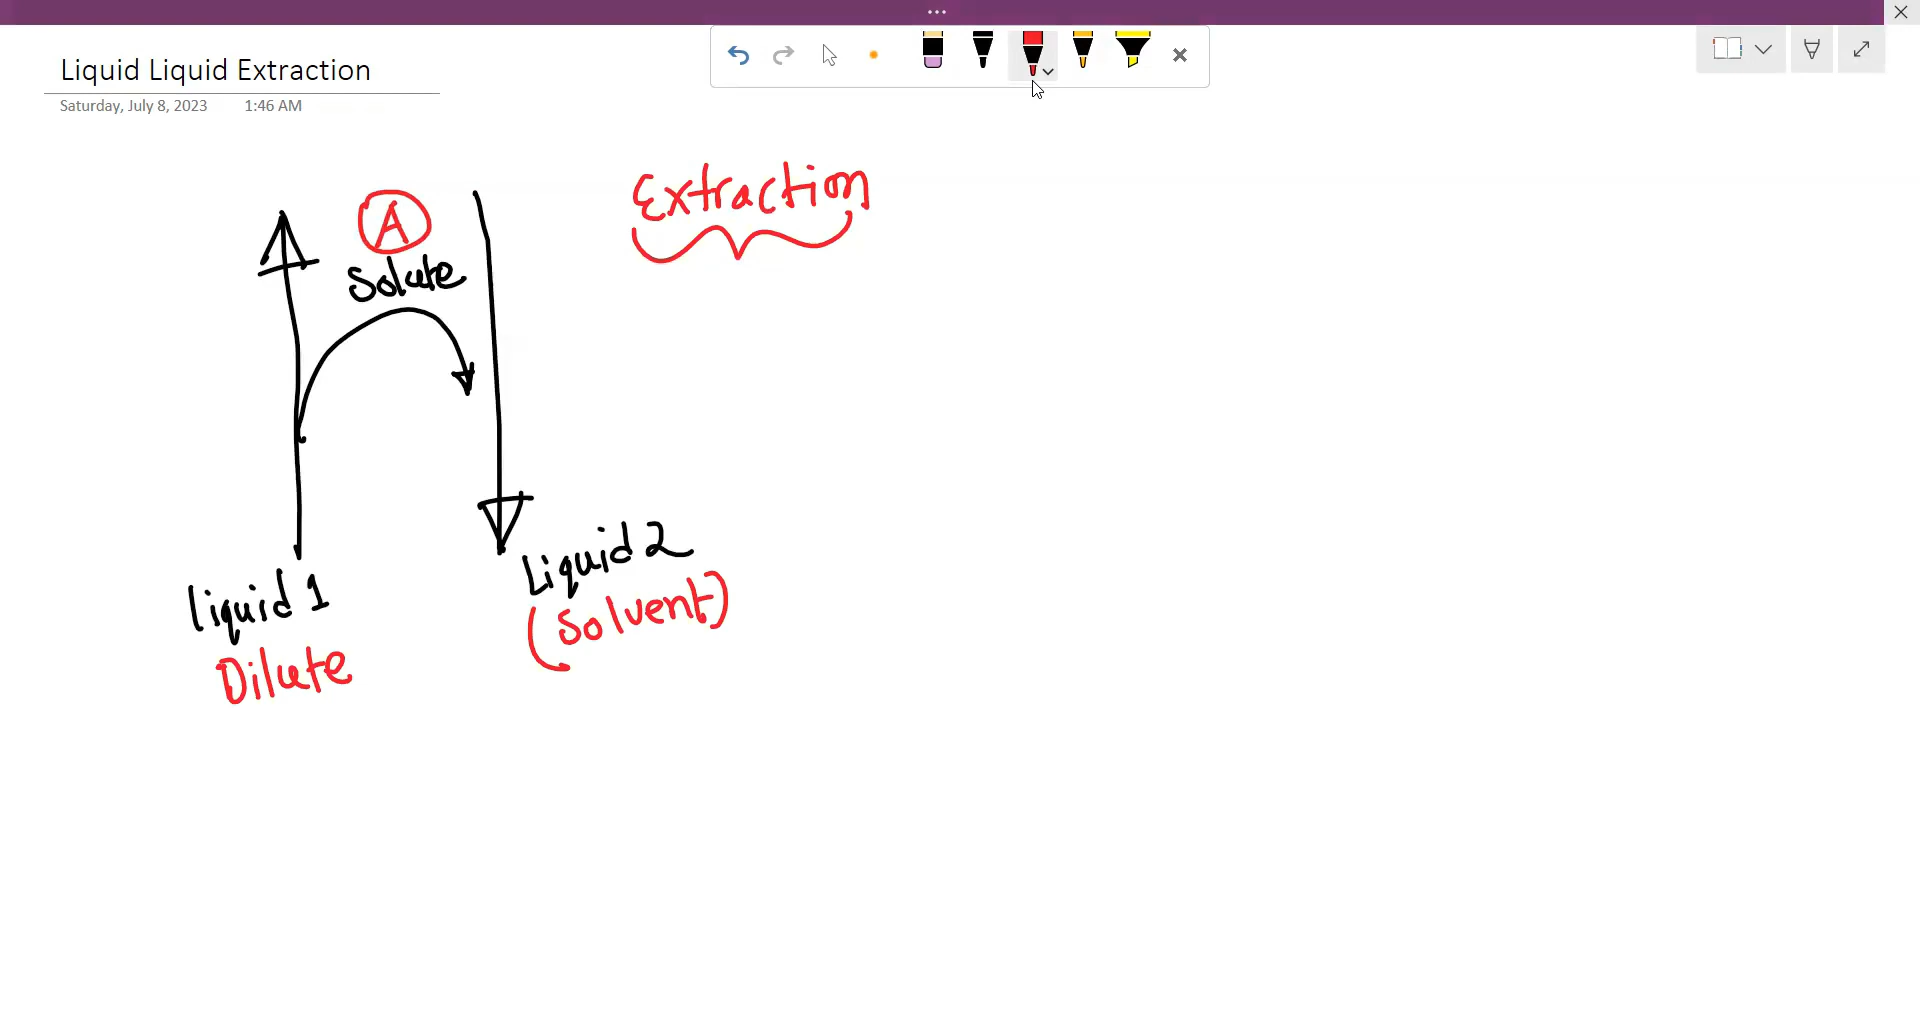 Liquid Liquid Extraction
Saturday, July 8, 2023 1:46 AM
Extraction
A
Solute
Liquid 2
(Solvent)
liquid 1
Dilute